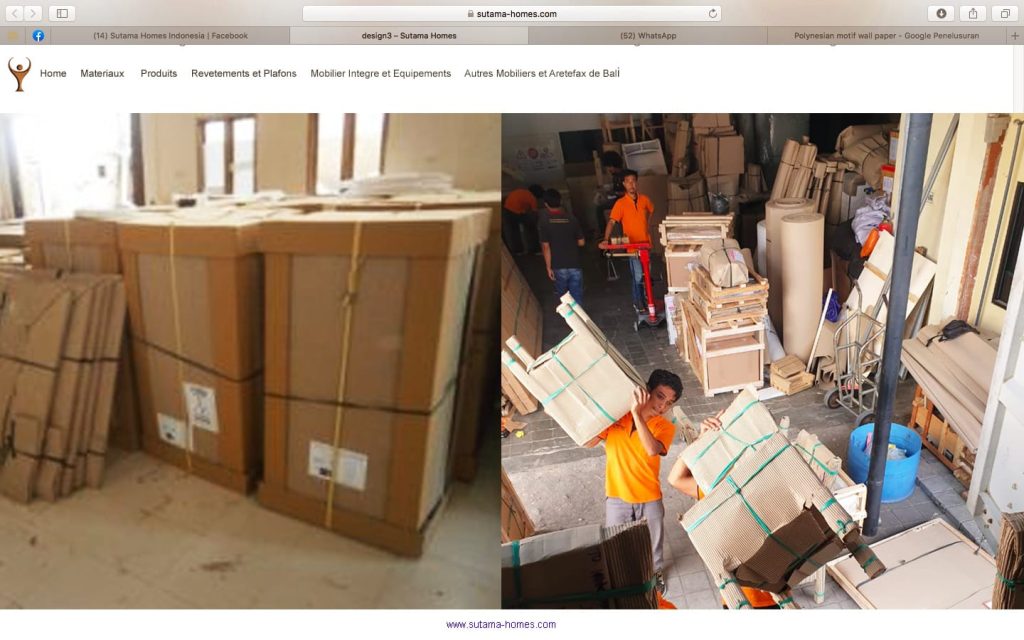 sutama-homes.com
(14) Sutama Homes Indonesia | Facebook
design3 – Sutama Homes
(52) WhatsApp
Polynesian motif wall paper - Google Penelusuran
Home Materiaux Produits Revetements et Plafons Mobilier Integre et Equipements Autres Mobiliers et Aretefax de Bali
www.sutama-homes.com